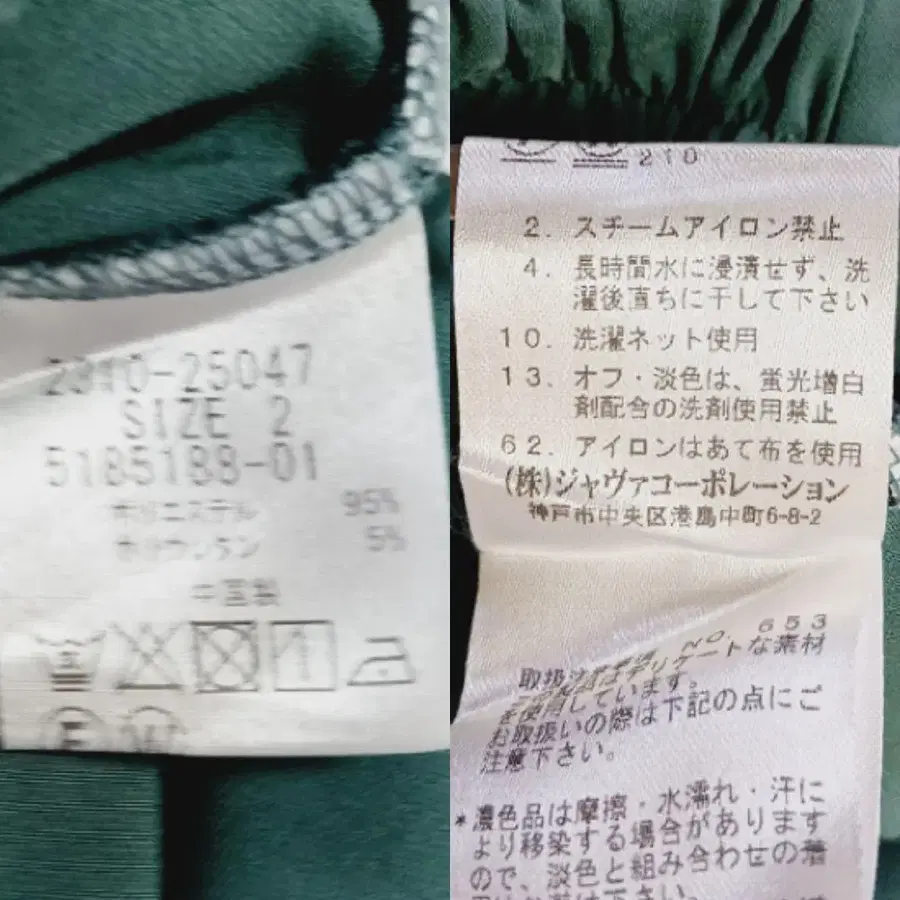 2310-25047
SIZE 2
5185188-01
ポリエステル 95%
ポリウレタン 5%
中国製
210
2. スチームアイロン禁止
4. 長時間水に浸漬せず、洗
濯後直ちに干して下さい
10. 洗濯ネット使用
13. オフ・淡色は、蛍光増白
剤配合の洗剤使用禁止
62. アイロンはあて布を使用
(株)ジャヴァコーポレーション
神戸市中央区港島中町6-8-2
NO. 653
デリケートな素材
を使用しています。
お取扱いの際は下記の点にご
注意下さい。
*濃色品は摩擦・水濡れ・汗に
より移染する場合があります
ので、淡色と組み合わせの着